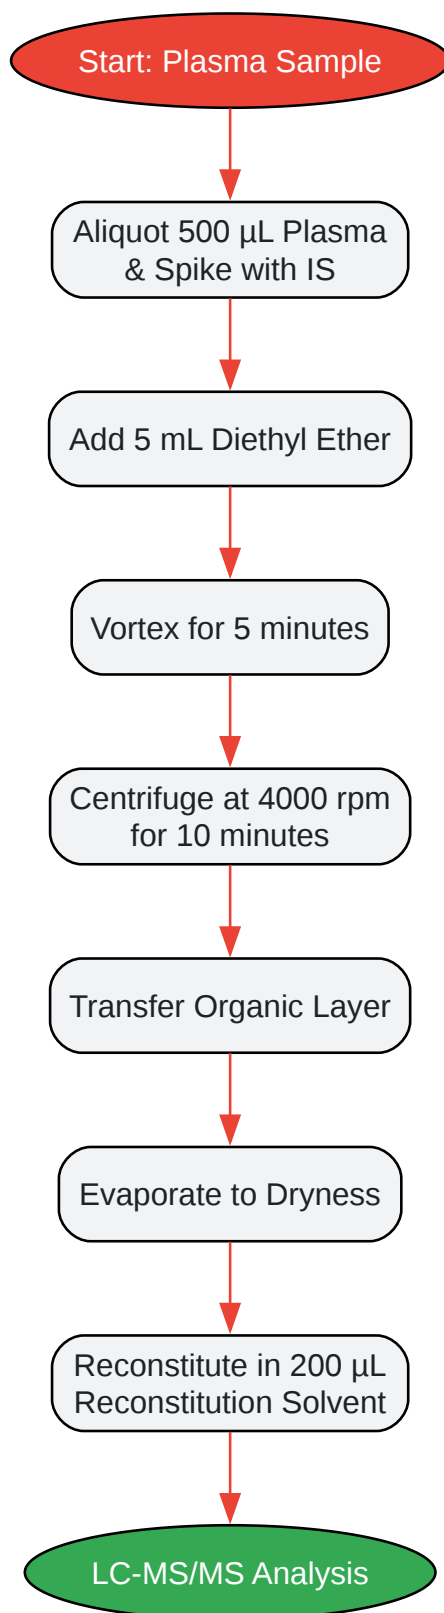 Start: Plasma Sample
Aliquot 500 µL Plasma
& Spike with IS
Add 5 mL Diethyl Ether
Vortex for 5 minutes
Centrifuge at 4000 rpm
for 10 minutes
Transfer Organic Layer
Evaporate to Dryness
Reconstitute in 200 µL
Reconstitution Solvent
LC-MS/MS Analysis